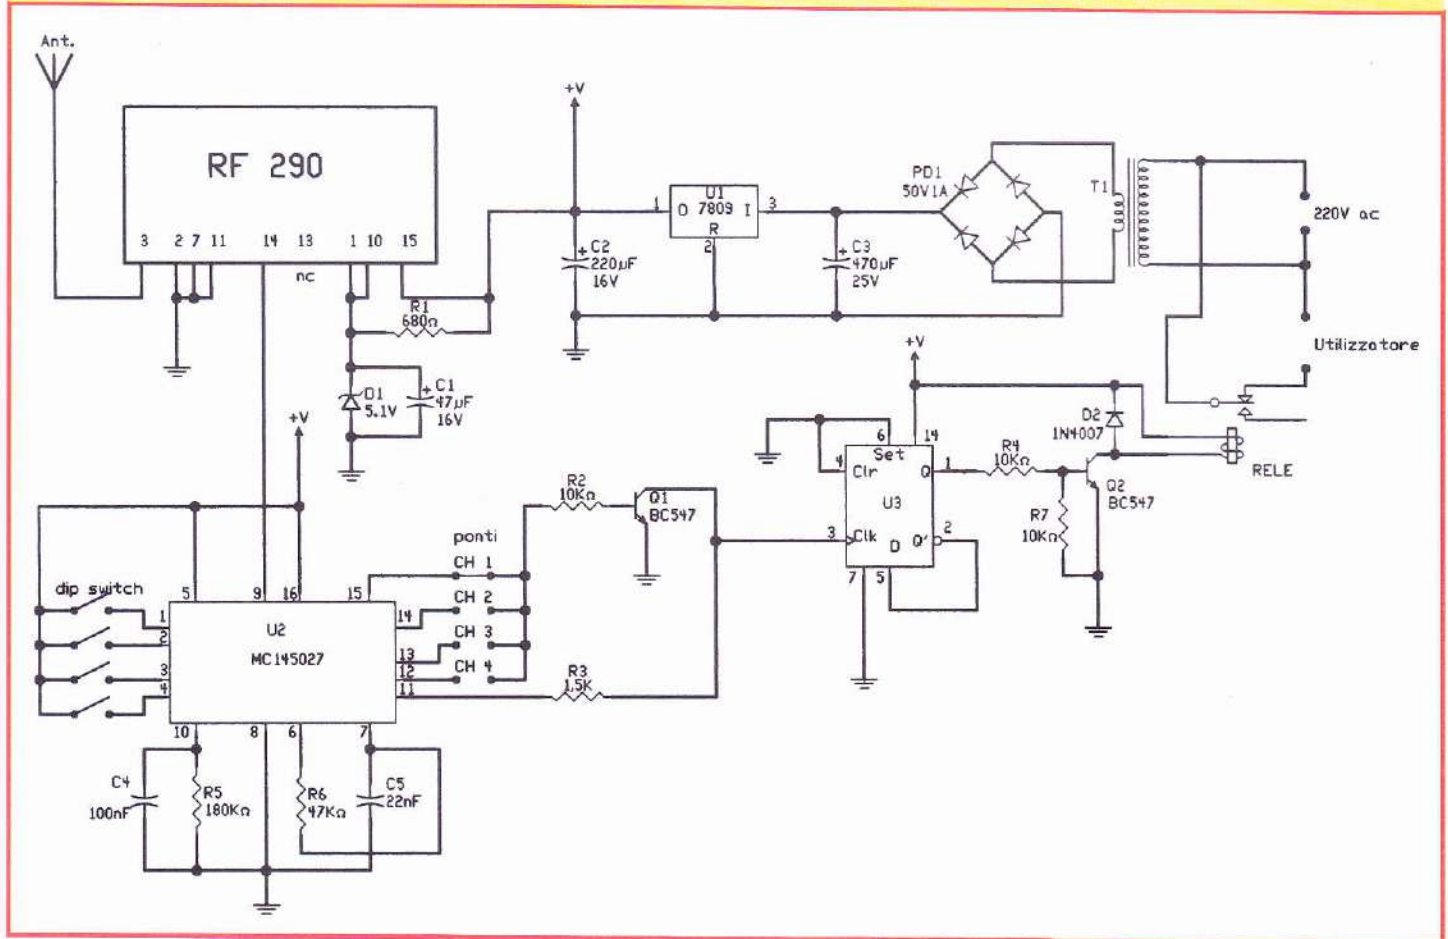 Ant.
RF 290
3 2 7 11 14 13 1 10 15
nc
+V
R1
680Ω
D1
5.1V
+ C1
47µF
16V
+ C2
220µF
16V
1 O U1 I 3
7809
R
2
+ C3
470µF
25V
PD1
50V1A
T1
220V ac
Utilizzatore
+V
D2
1N4007
RELE
6 14
Set
4 Clr Q 1
U3
3 Clk D Q' 2
7 5
R4
10KΩ
R7
10KΩ
Q2
BC547
+V
R2
10KΩ
Q1
BC547
ponti
CH 1
CH 2
CH 3
CH 4
dip switch
5 9 16 15
1 14
2 13
3 12
4 11
U2
MC145027
10 8 6 7
R3
1,5K
C4
100nF
R5
180KΩ
R6
47KΩ
C5
22nF